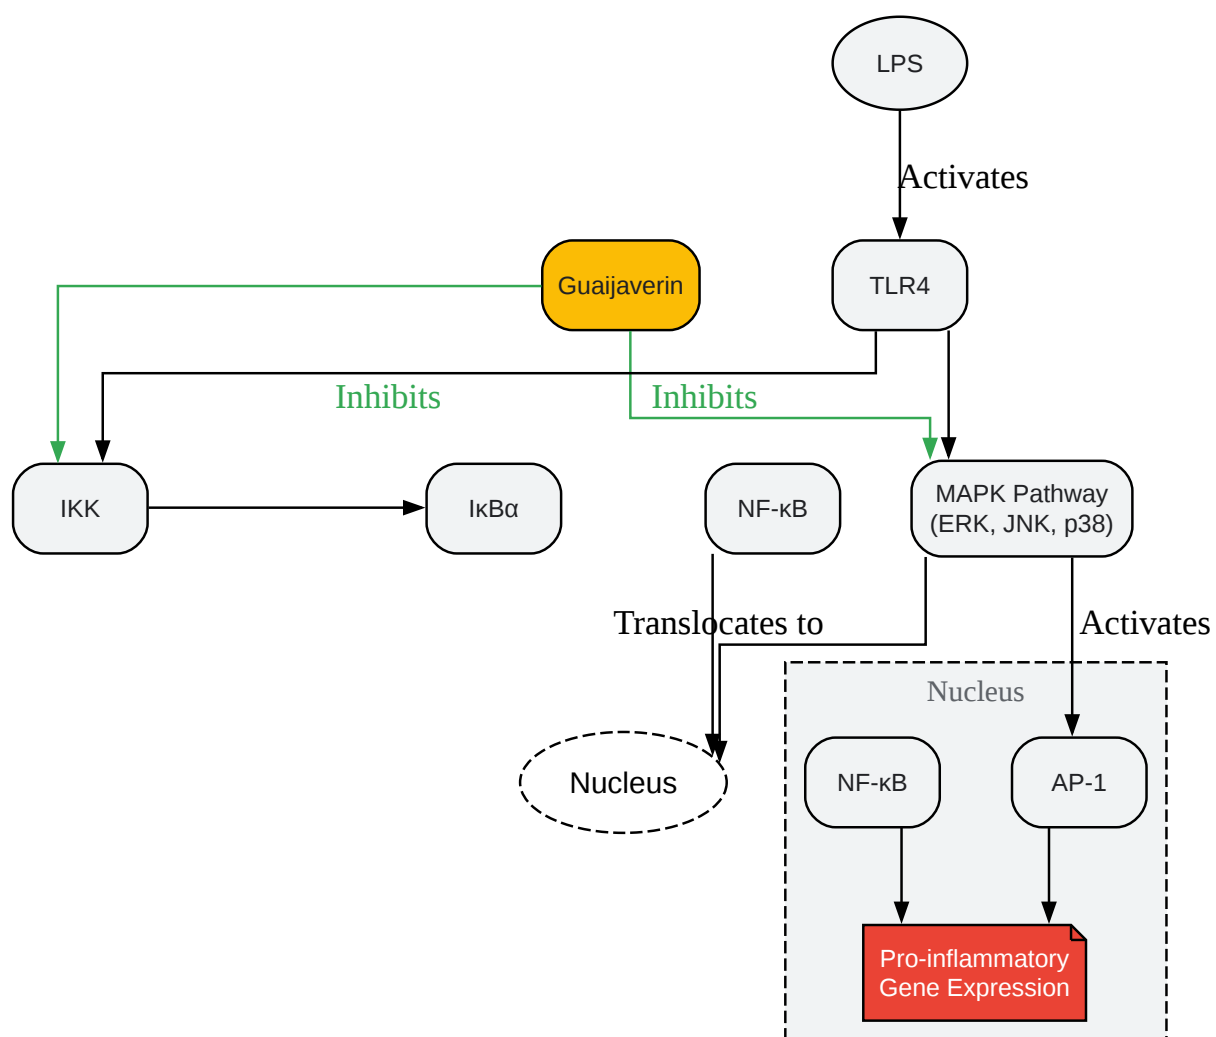 LPS
Activates
Guaijaverin
TLR4
Inhibits
Inhibits
IKK
IκBα
NF-κB
MAPK Pathway
(ERK, JNK, p38)
Translocates to
Activates
Nucleus
Nucleus
NF-κB
AP-1
Pro-inflammatory
Gene Expression